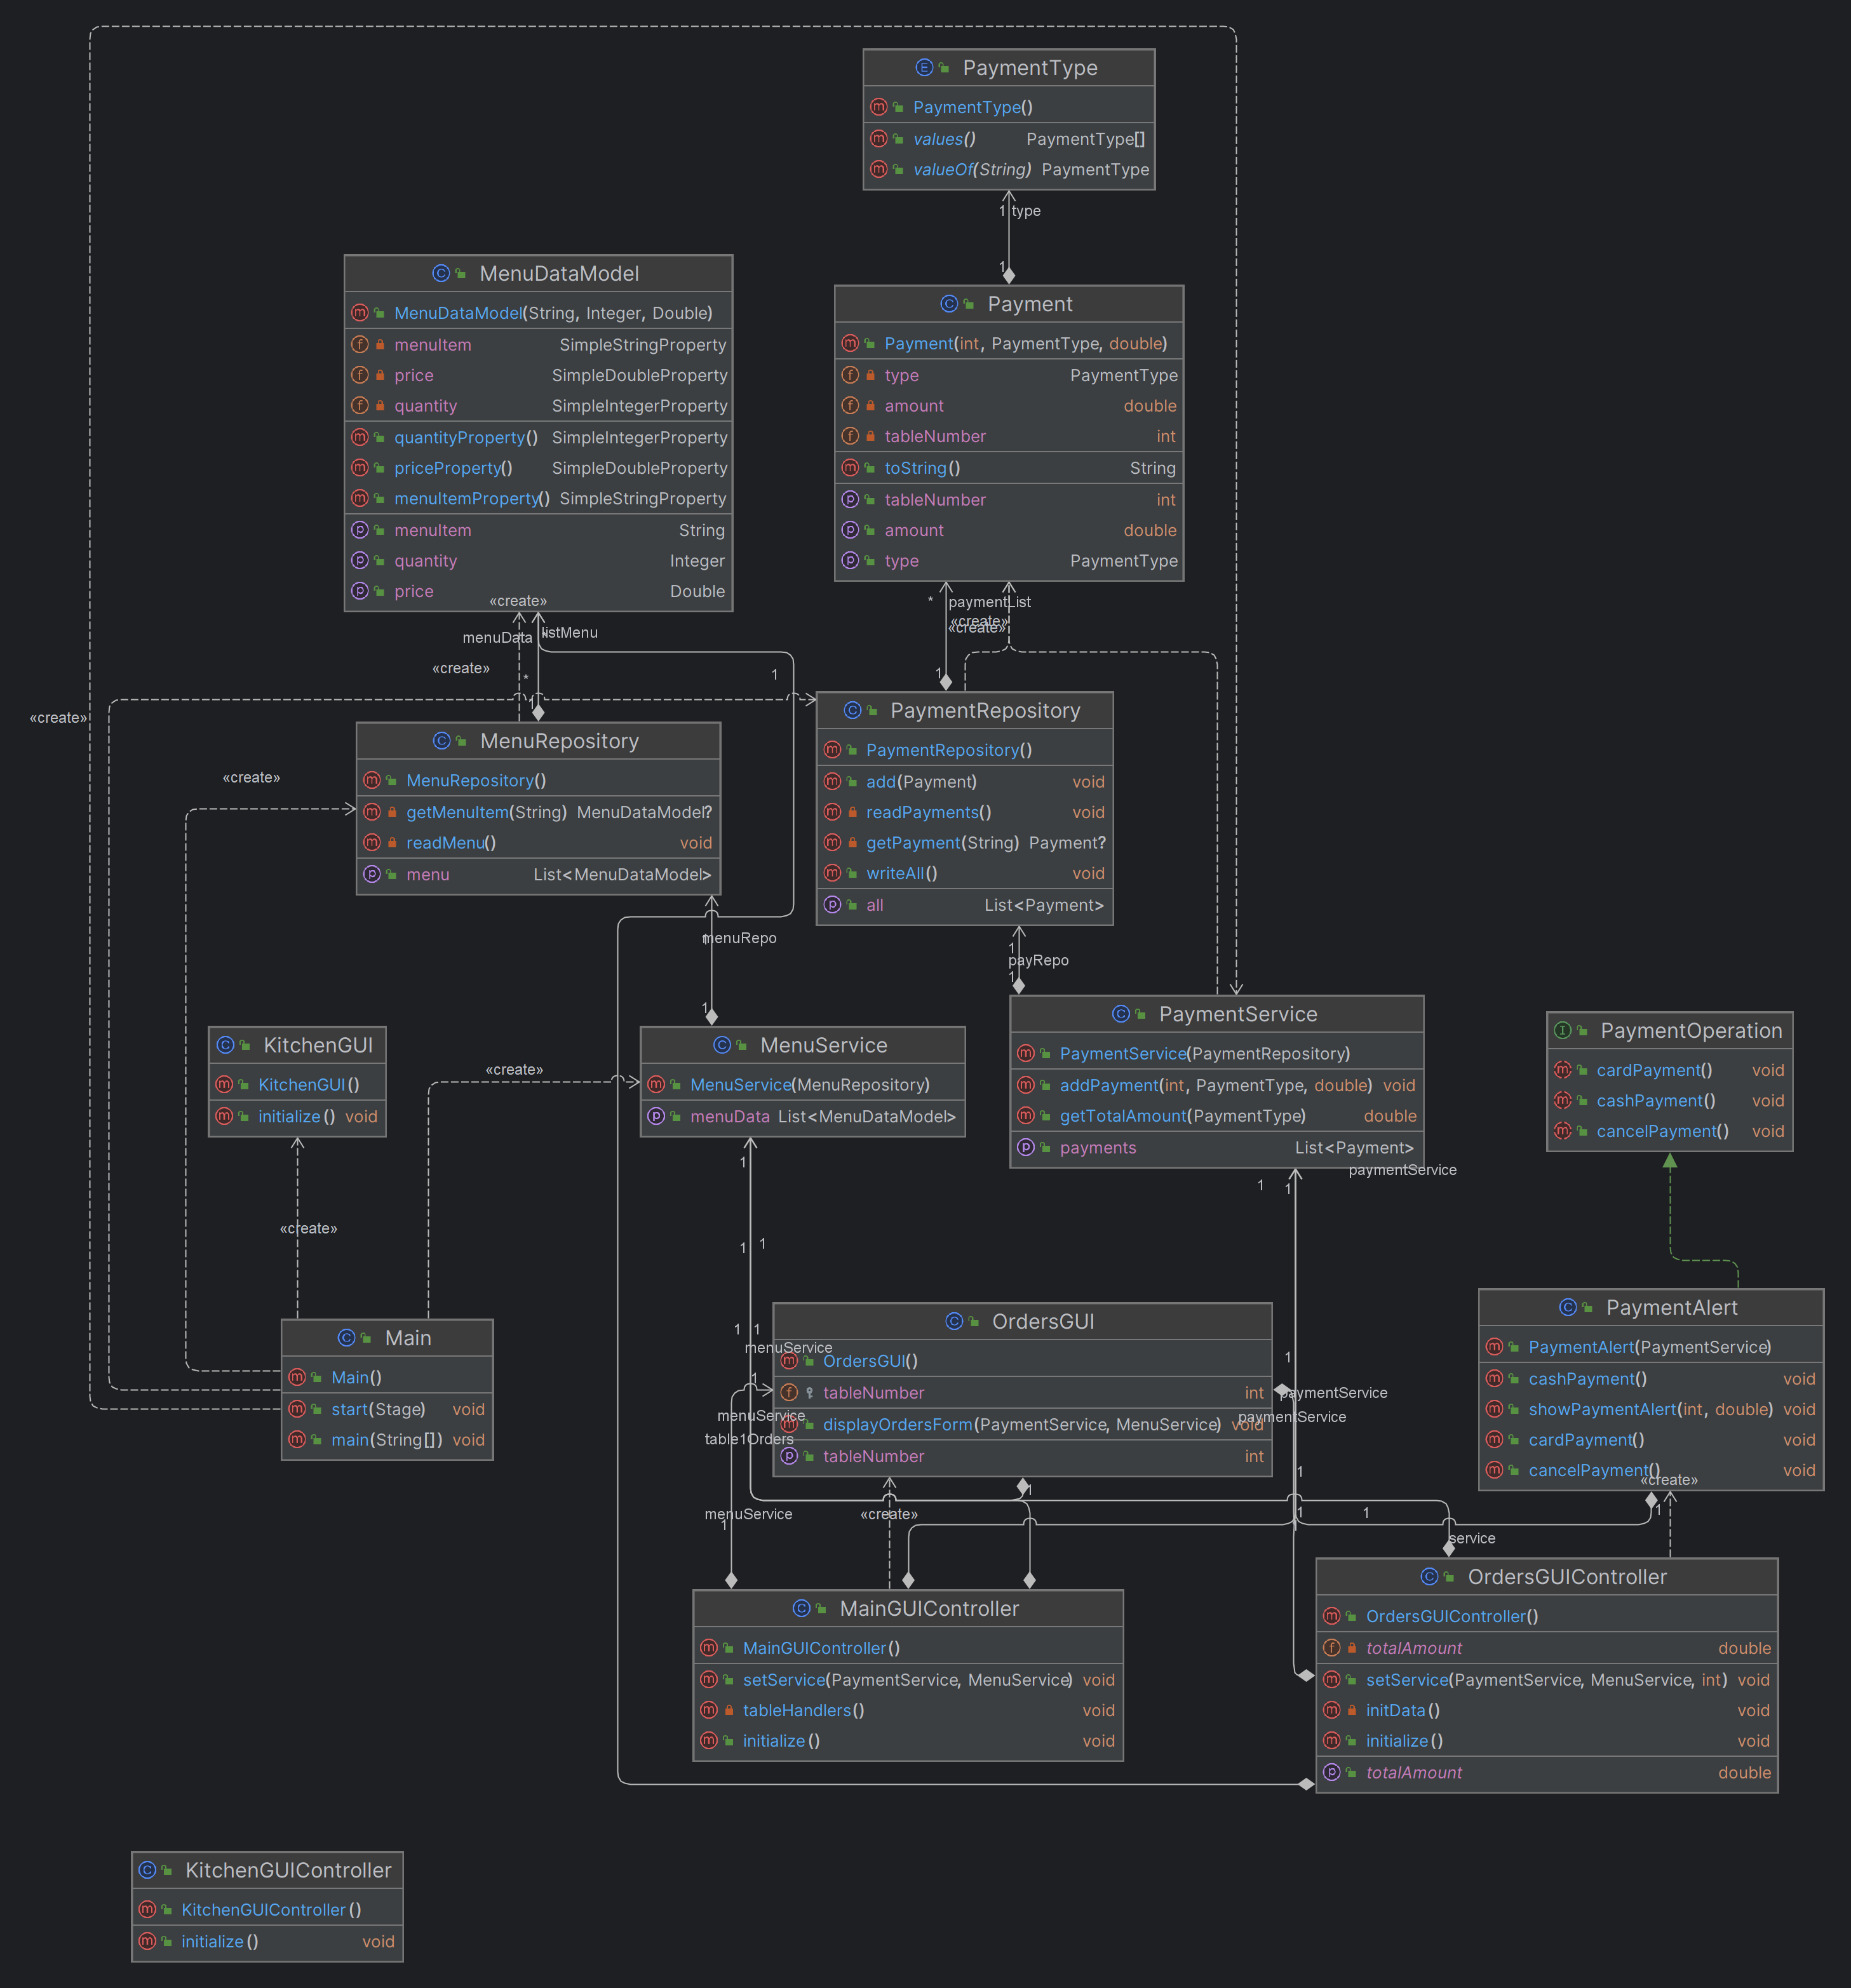 PaymentType
PaymentType()
values() PaymentType[]
valueOf(String) PaymentType
1 type
1
MenuDataModel
MenuDataModel(String, Integer, Double)
menuItem SimpleStringProperty
price SimpleDoubleProperty
quantity SimpleIntegerProperty
quantityProperty() SimpleIntegerProperty
priceProperty() SimpleDoubleProperty
menuItemProperty() SimpleStringProperty
menuItem String
quantity Integer
price Double
Payment
Payment(int, PaymentType, double)
type PaymentType
amount double
tableNumber int
toString() String
tableNumber int
amount double
type PaymentType
«create»
menuData
listMenu
«create»
*
1
1
* paymentList
«create»
«create»
1
«create»
MenuRepository
MenuRepository()
getMenuItem(String) MenuDataModel?
readMenu() void
menu List<MenuDataModel>
PaymentRepository
PaymentRepository()
add(Payment) void
readPayments() void
getPayment(String) Payment?
writeAll() void
all List<Payment>
«create»
1
menuRepo
1
1
payRepo
1
KitchenGUI
KitchenGUI()
initialize() void
«create»
MenuService
MenuService(MenuRepository)
menuData List<MenuDataModel>
PaymentService
PaymentService(PaymentRepository)
addPayment(int, PaymentType, double) void
getTotalAmount(PaymentType) double
payments List<Payment>
PaymentOperation
cardPayment() void
cashPayment() void
cancelPayment() void
paymentService
1
1
1
«create»
1
1
Main
Main()
start(Stage) void
main(String[]) void
1
1
menuService
1
OrdersGUI
OrdersGUI()
tableNumber int
displayOrdersForm(PaymentService, MenuService) void
tableNumber int
1
paymentService
paymentService
menuService
table1Orders
PaymentAlert
PaymentAlert(PaymentService)
cashPayment() void
showPaymentAlert(int, double) void
cardPayment() void
cancelPayment() void
«create»
1
1
menuService
1
«create»
1
1
1
1
service
MainGUIController
MainGUIController()
setService(PaymentService, MenuService) void
tableHandlers() void
initialize() void
OrdersGUIController
OrdersGUIController()
totalAmount double
setService(PaymentService, MenuService, int) void
initData() void
initialize() void
totalAmount double
KitchenGUIController
KitchenGUIController()
initialize() void